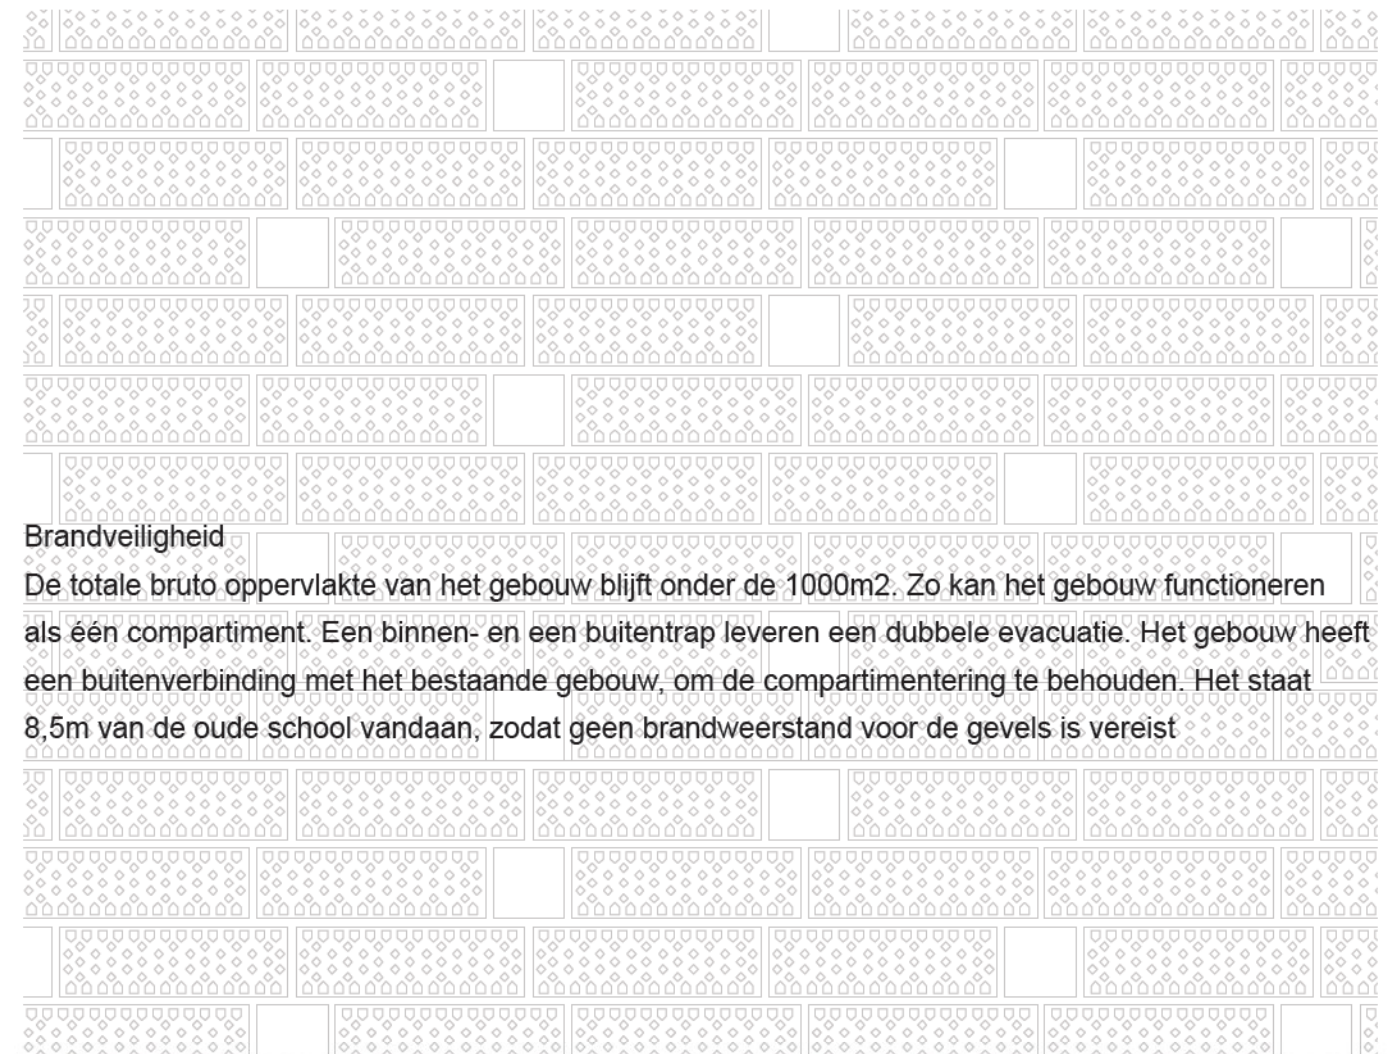 Brandveiligheid
De totale bruto oppervlakte van het gebouw blijft onder de 1000m2. Zo kan het gebouw functioneren
als één compartiment. Een binnen- en een buitentrap leveren een dubbele evacuatie. Het gebouw heeft
een buitenverbinding met het bestaande gebouw, om de compartimentering te behouden. Het staat
8,5m van de oude school vandaan, zodat geen brandweerstand voor de gevels is vereist